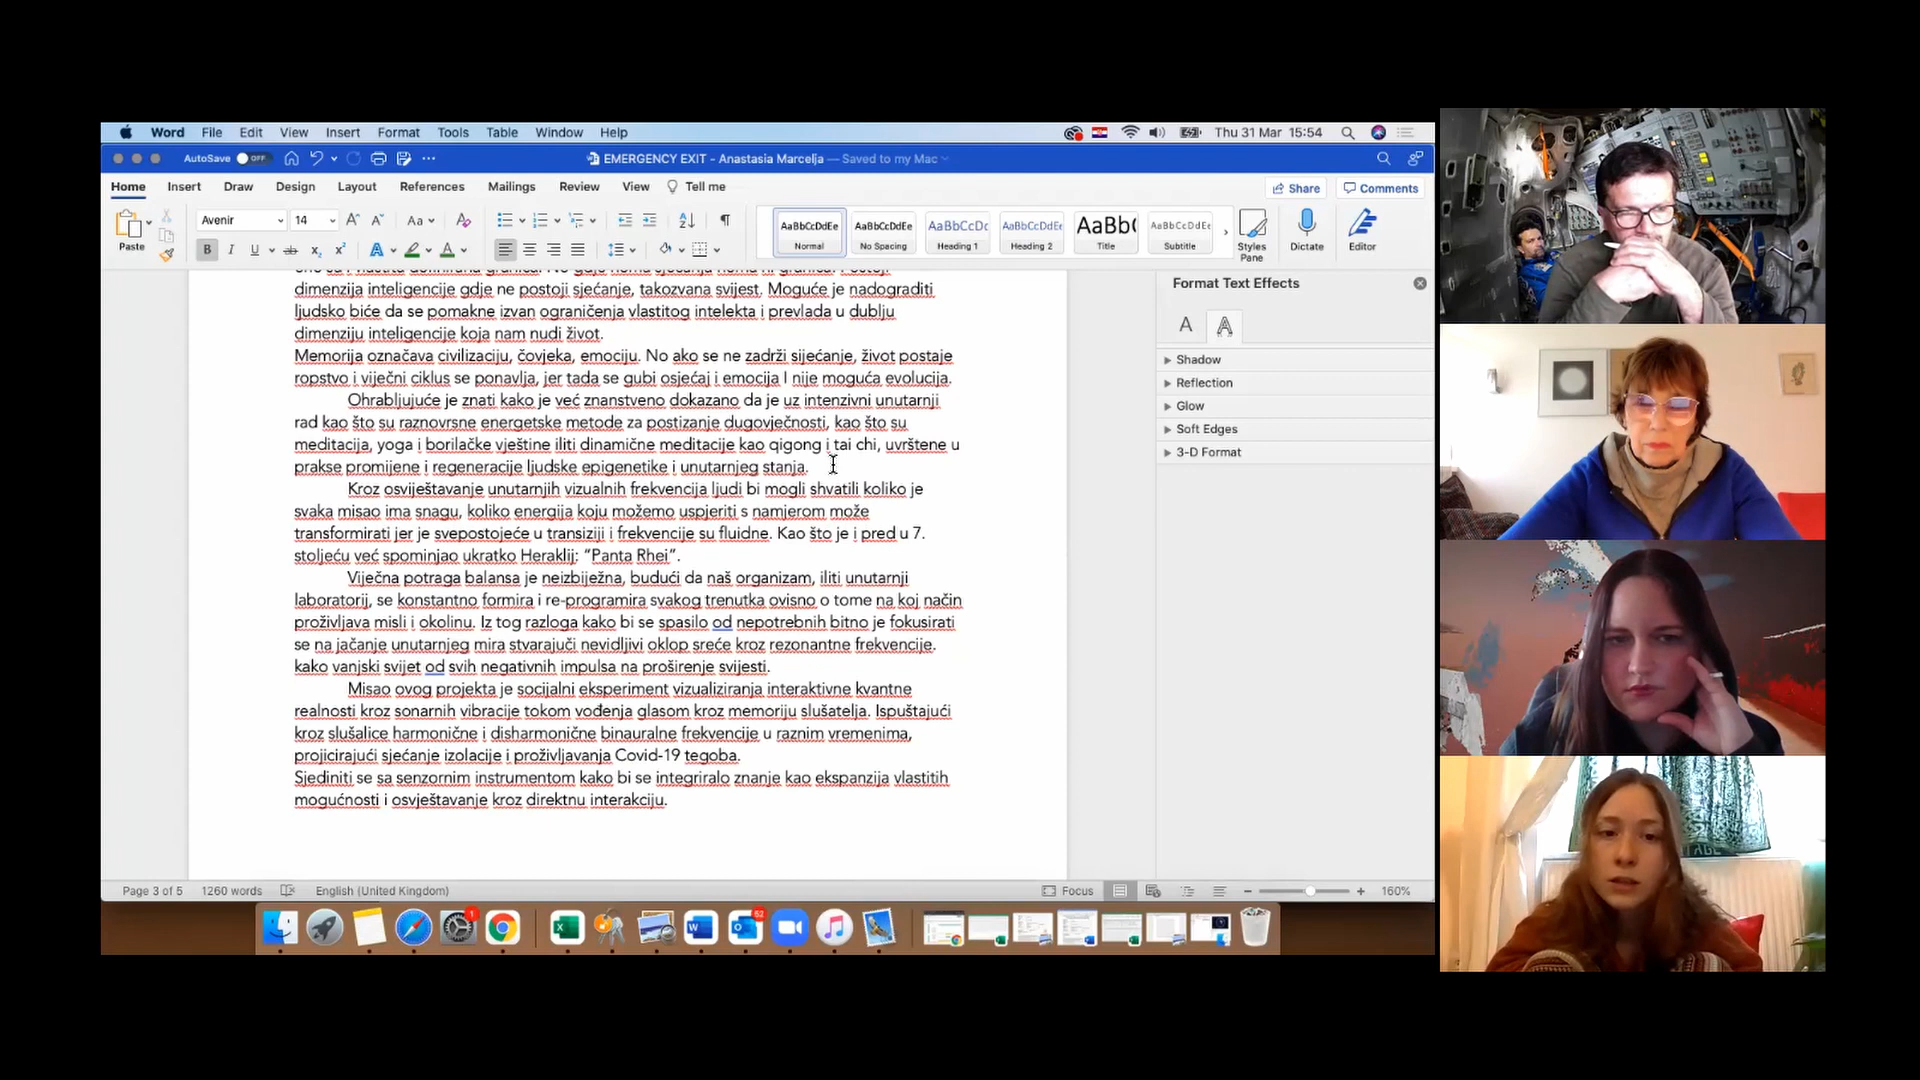 Word File Edit View Insert Format Tools Table Window Help Thu 31 Mar 15:54
AutoSave OFF EMERGENCY EXIT - Anastasia Marcelja — Saved to my Mac
Home Insert Draw Design Layout References Mailings Review View Tell me Share Comments
Paste Avenir 14 Aa AaBbCcDdEe AaBbCcDdEe AaBbCcDc AaBbCcDdEe AaBb( AaBbCcDdEe
Normal No Spacing Heading 1 Heading 2 Title Subtitle Styles Pane Dictate Editor
dimenzija inteligencije gdje ne postoji sjećanje, takozvana svijest. Moguće je nadograditi
ljudsko biće da se pomakne izvan ograničenja vlastitog intelekta i prevlada u dublju
dimenziju inteligencije koja nam nudi život.
Memorija označava civilizaciju, čovjeka, emociju. No ako se ne zadrži sijećanje, život postaje
ropstvo i viječni ciklus se ponavlja, jer tada se gubi osjećaj i emocija I nije moguća evolucija.
Ohrabljujuće je znati kako je već znanstveno dokazano da je uz intenzivni unutarnji
rad kao što su raznovrsne energetske metode za postizanje dugovječnosti, kao što su
meditacija, yoga i borilačke vještine iliti dinamične meditacije kao qigong i tai chi, uvrštene u
prakse promijene i regeneracije ljudske epigenetike i unutarnjeg stanja.
Kroz osviještavanje unutarnjih vizualnih frekvencija ljudi bi mogli shvatili koliko je
svaka misao ima snagu, koliko energija koju možemo uspjeriti s namjerom može
transformirati jer je svepostojeće u transiziji i frekvencije su fluidne. Kao što je i pred u 7.
stoljeću već spominjao ukratko Heraklij: “Panta Rhei”.
Viječna potraga balansa je neizbiježna, budući da naš organizam, iliti unutarnji
laboratorij, se konstantno formira i re-programira svakog trenutka ovisno o tome na koj način
proživljava misli i okolinu. Iz tog razloga kako bi se spasilo od nepotrebnih bitno je fokusirati
se na jačanje unutarnjeg mira stvarajuči nevidljivi oklop sreće kroz rezonantne frekvencije.
kako vanjski svijet od svih negativnih impulsa na proširenje svijesti.
Misao ovog projekta je socijalni eksperiment vizualiziranja interaktivne kvantne
realnosti kroz sonarnih vibracije tokom vođenja glasom kroz memoriju slušatelja. Ispuštajući
kroz slušalice harmonične i disharmonične binauralne frekvencije u raznim vremenima,
projicirajući sjećanje izolacije i proživljavanja Covid-19 tegoba.
Sjediniti se sa senzornim instrumentom kako bi se integriralo znanje kao ekspanzija vlastitih
mogućnosti i osvještavanje kroz direktnu interakciju.
Format Text Effects
Shadow
Reflection
Glow
Soft Edges
3-D Format
Page 3 of 5 1260 words English (United Kingdom) Focus 160%
1
52